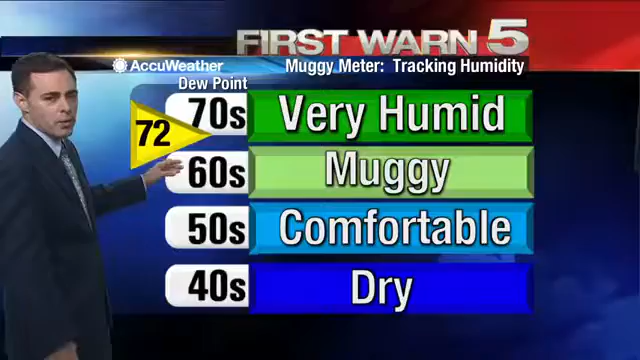 FIRST WARN 5
AccuWeather
Muggy Meter: Tracking Humidity
Dew Point
72
70s Very Humid
60s Muggy
50s Comfortable
40s Dry